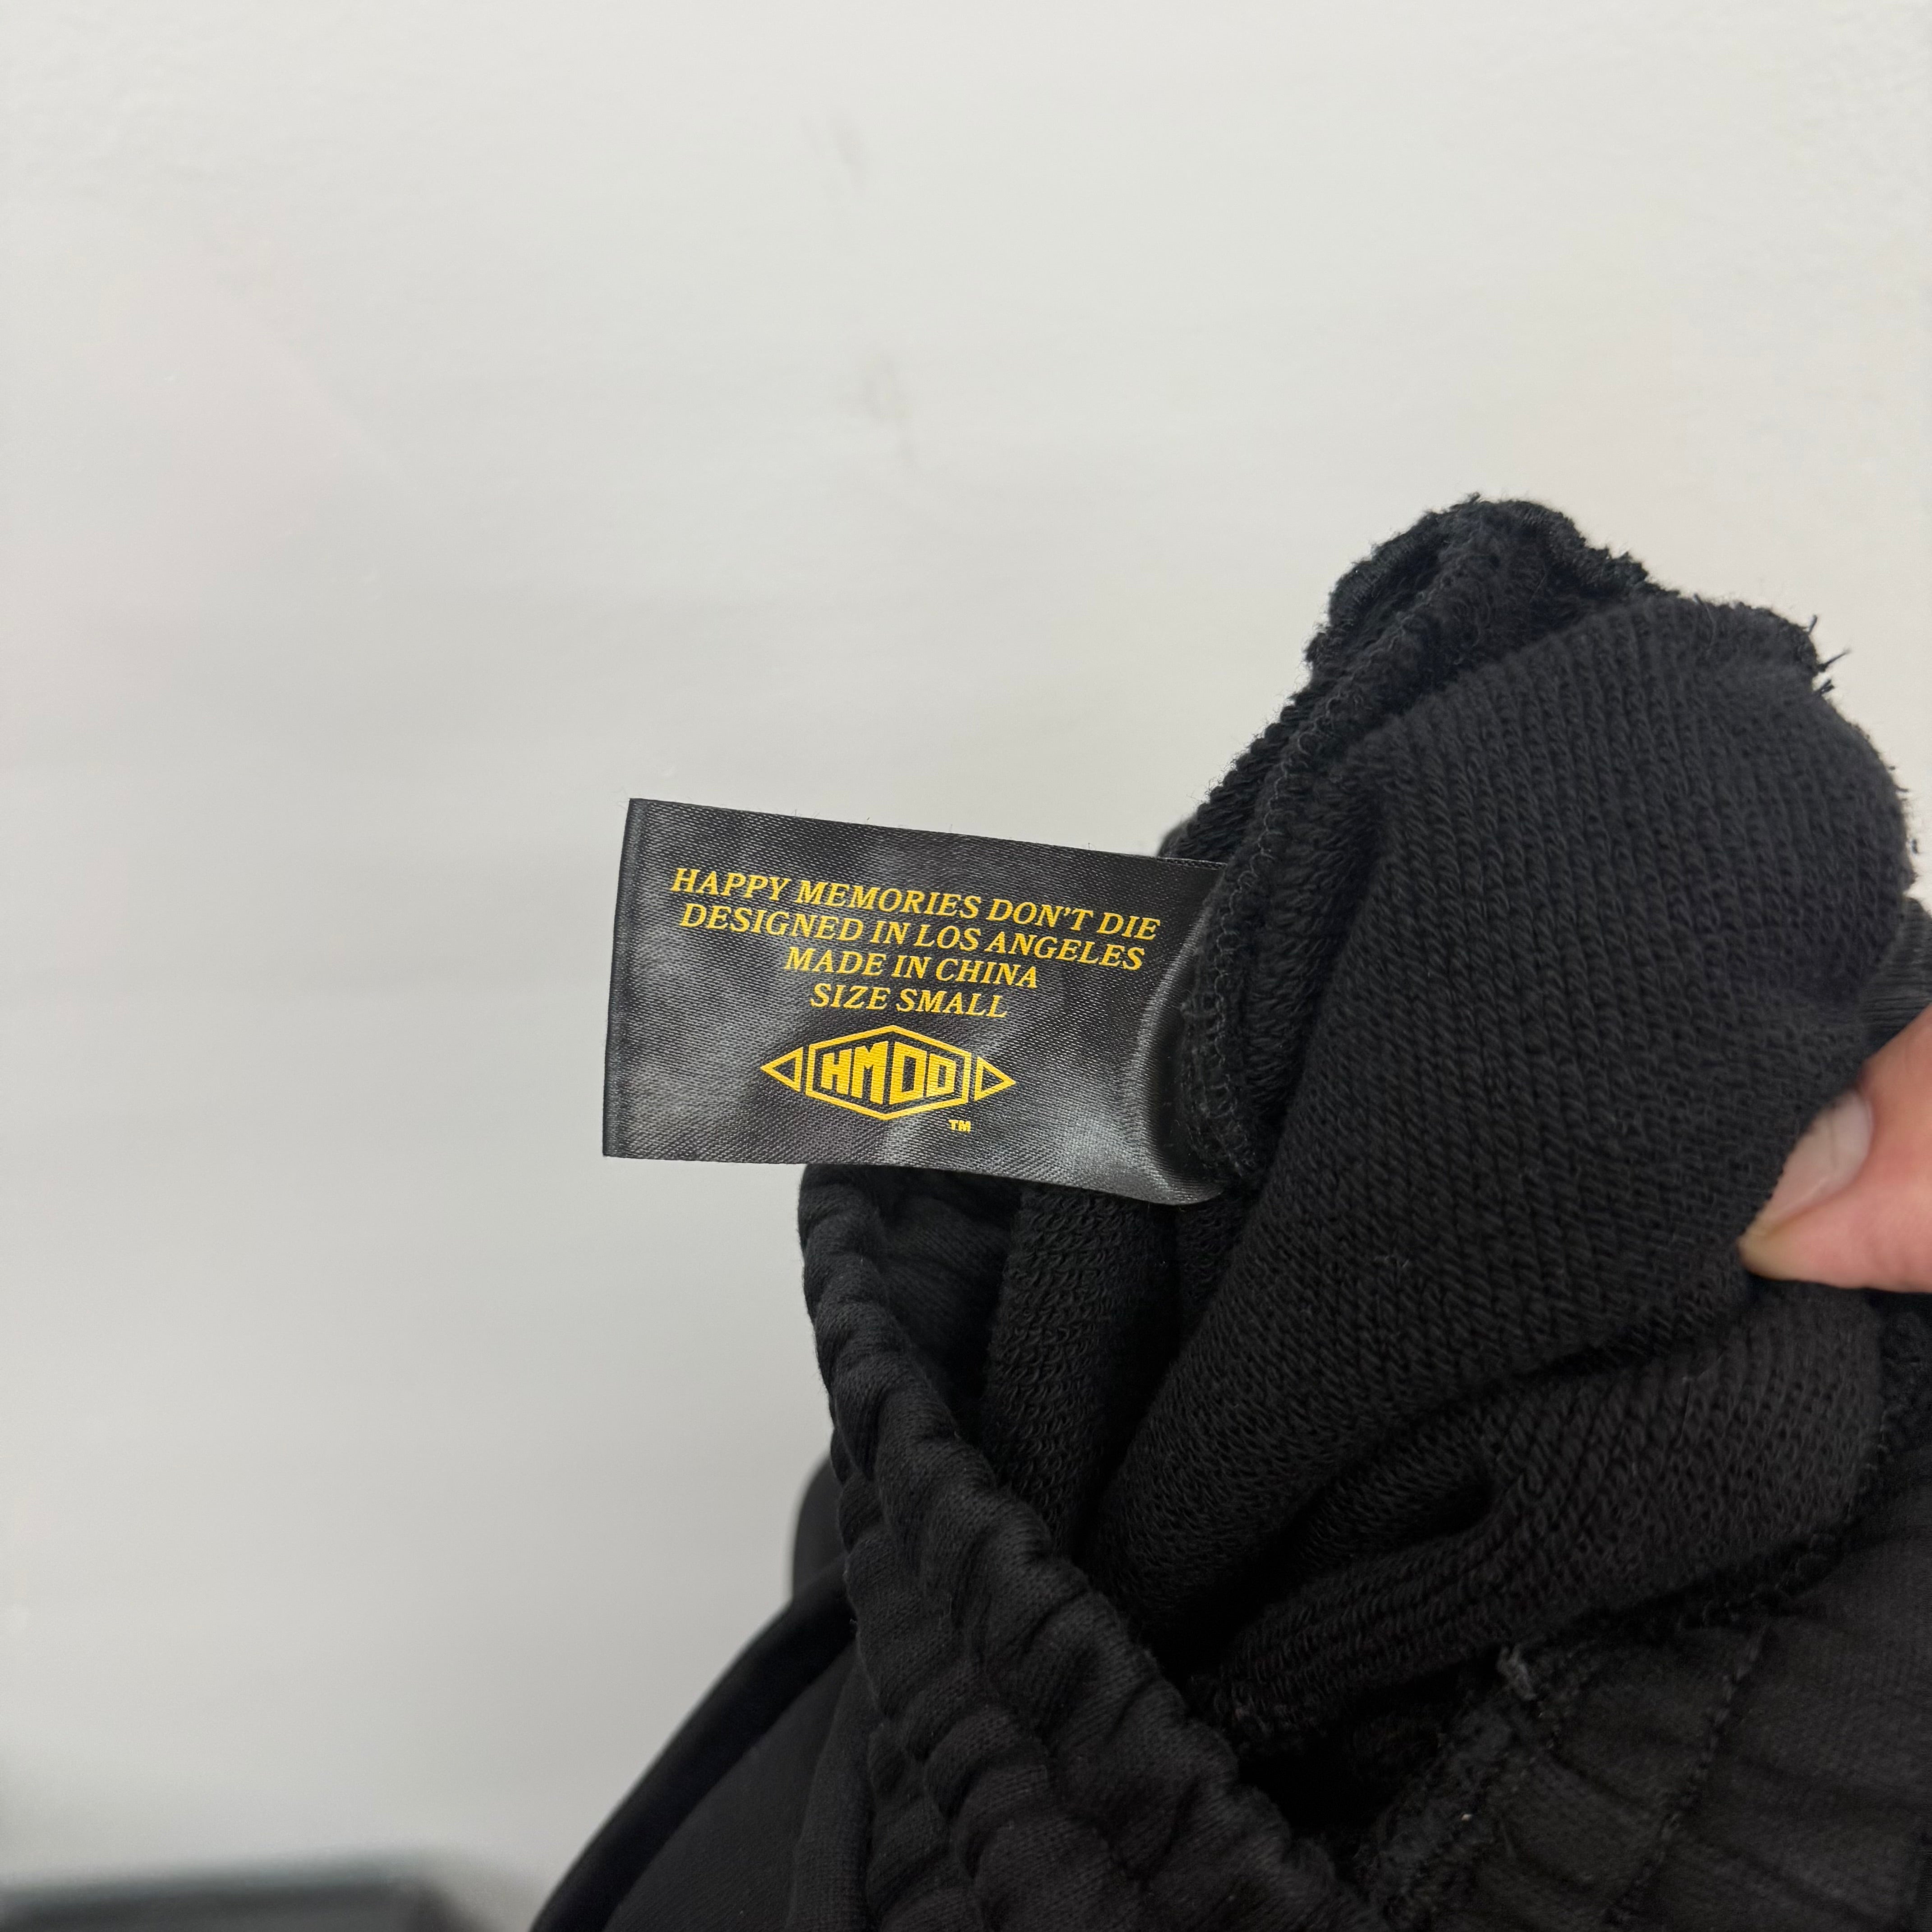 HAPPY MEMORIES DON'T DIE
DESIGNED IN LOS ANGELES
MADE IN CHINA
SIZE SMALL
HMDD
TM